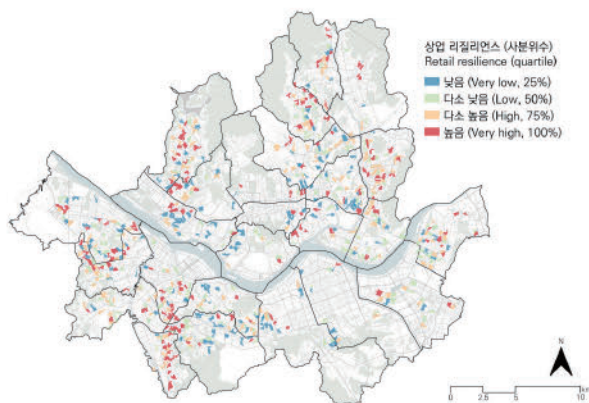 상업 리질리언스 (사분위수)
Retail resilience (quartile)
낮음 (Very low, 25%)
다소 낮음 (Low, 50%)
다소 높음 (High, 75%)
높음 (Very high, 100%)
N
km
0 2.5 5 10